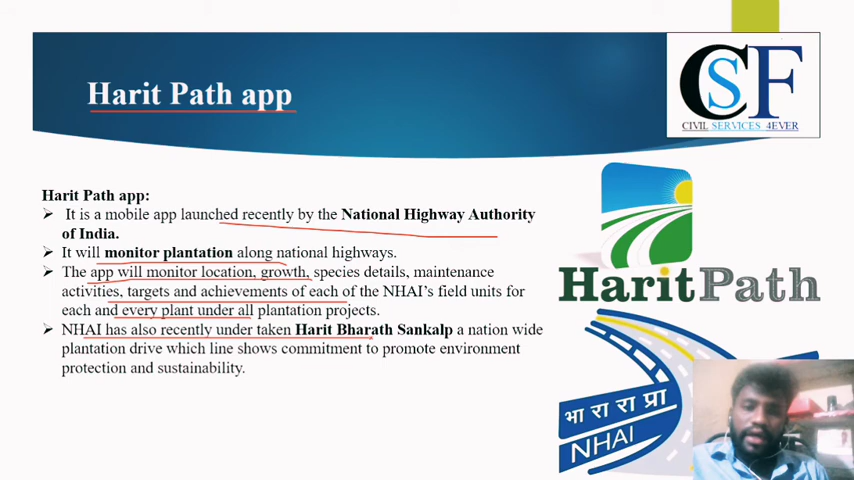 Harit Path app
CSF
CIVIL SERVICES 4EVER
Harit Path app:
➢ It is a mobile app launched recently by the National Highway Authority
of India.
➢ It will monitor plantation along national highways.
➢ The app will monitor location, growth, species details, maintenance
activities, targets and achievements of each of the NHAI's field units for
each and every plant under all plantation projects.
➢ NHAI has also recently under taken Harit Bharath Sankalp a nation wide
plantation drive which line shows commitment to promote environment
protection and sustainability.
HaritPath
भा रा रा प्रा
NHAI